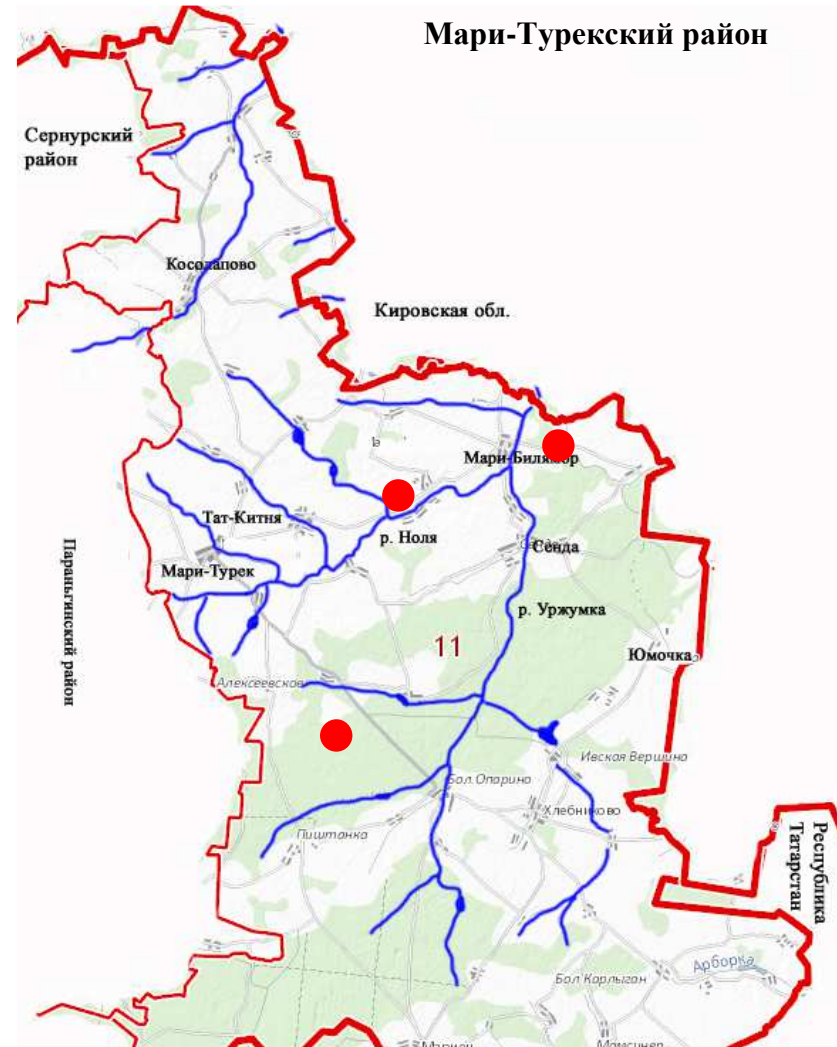 Мари-Турекский район
Сернурский
район
Косолапово
Кировская обл.
Мари-Билямор
Тат-Китня
р. Ноля
Сенда
Мари-Турек
р. Уржумка
Параньгинский район
11
Юмочка
Алексеевское
Ивская Вершина
Бол.Опарино
Хлебниково
Пиштанка
Республика
Татарстан
Арборка
Бол Карлыган